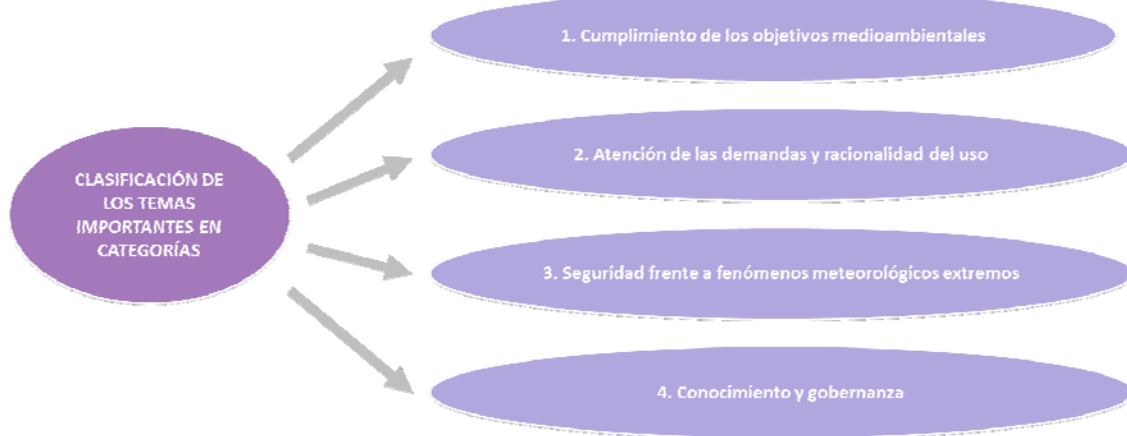 CLASIFICACIÓN DE
LOS TEMAS
IMPORTANTES EN
CATEGORÍAS
1. Cumplimiento de los objetivos medioambientales
2. Atención de las demandas y racionalidad del uso
3. Seguridad frente a fenómenos meteorológicos extremos
4. Conocimiento y gobernanza